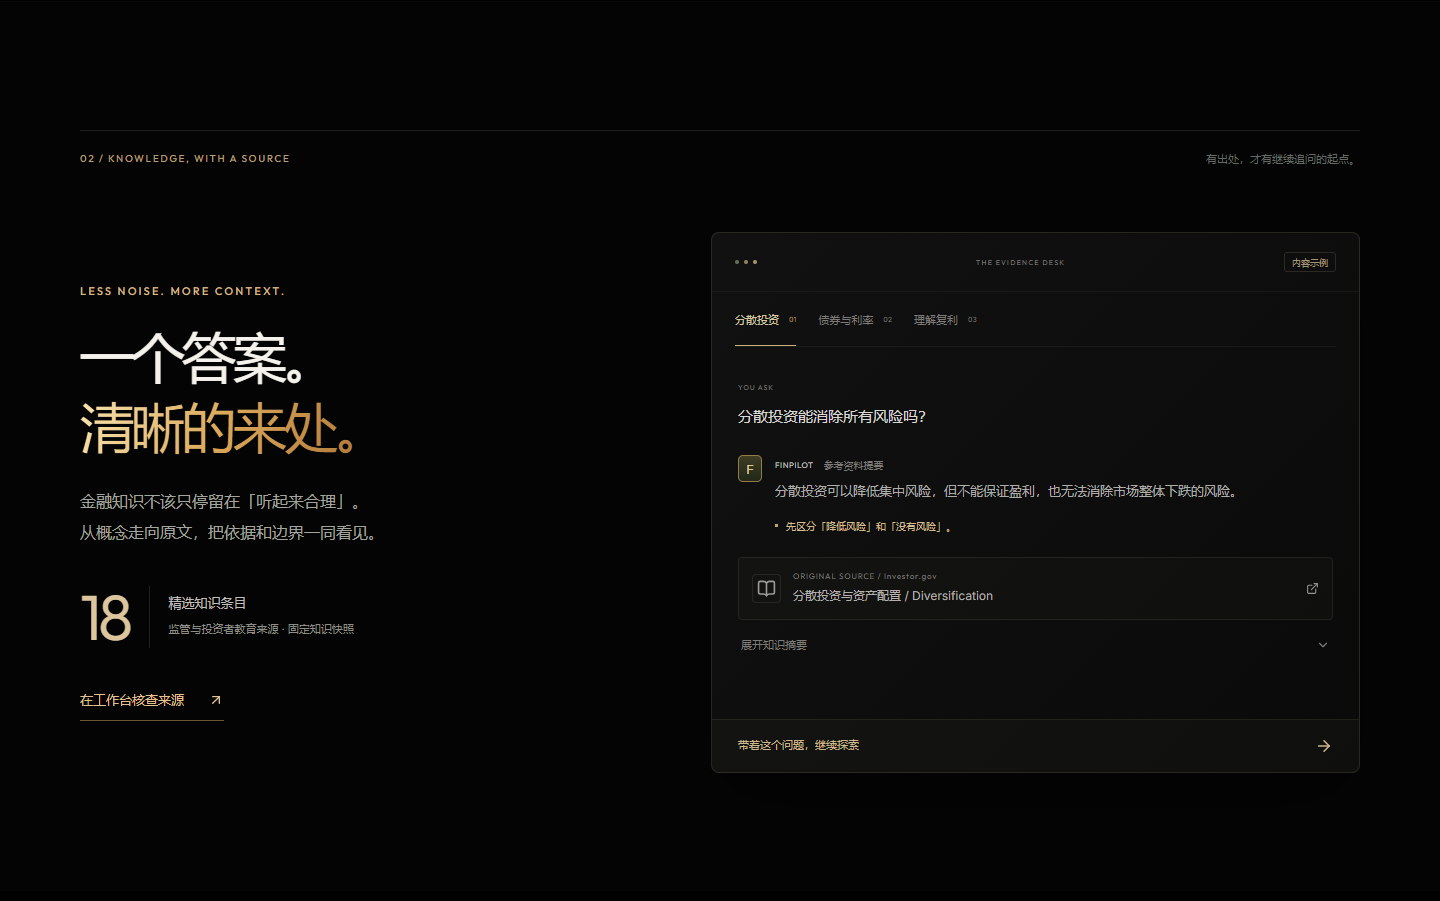 02 / KNOWLEDGE, WITH A SOURCE
有出处，才有继续追问的起点。
LESS NOISE. MORE CONTEXT.
一个答案。
清晰的来处。
金融知识不该只停留在「听起来合理」。
从概念走向原文，把依据和边界一同看见。
18
精选知识条目
监管与投资者教育来源 · 固定知识快照
在工作台核查来源
THE EVIDENCE DESK
内容示例
分散投资 01
债券与利率 02
理解复利 03
YOU ASK
分散投资能消除所有风险吗？
F
FINPILOT 参考资料提要
分散投资可以降低集中风险，但不能保证盈利，也无法消除市场整体下跌的风险。
先区分「降低风险」和「没有风险」。
ORIGINAL SOURCE / Investor.gov
分散投资与资产配置 / Diversification
展开知识摘要
带着这个问题，继续探索